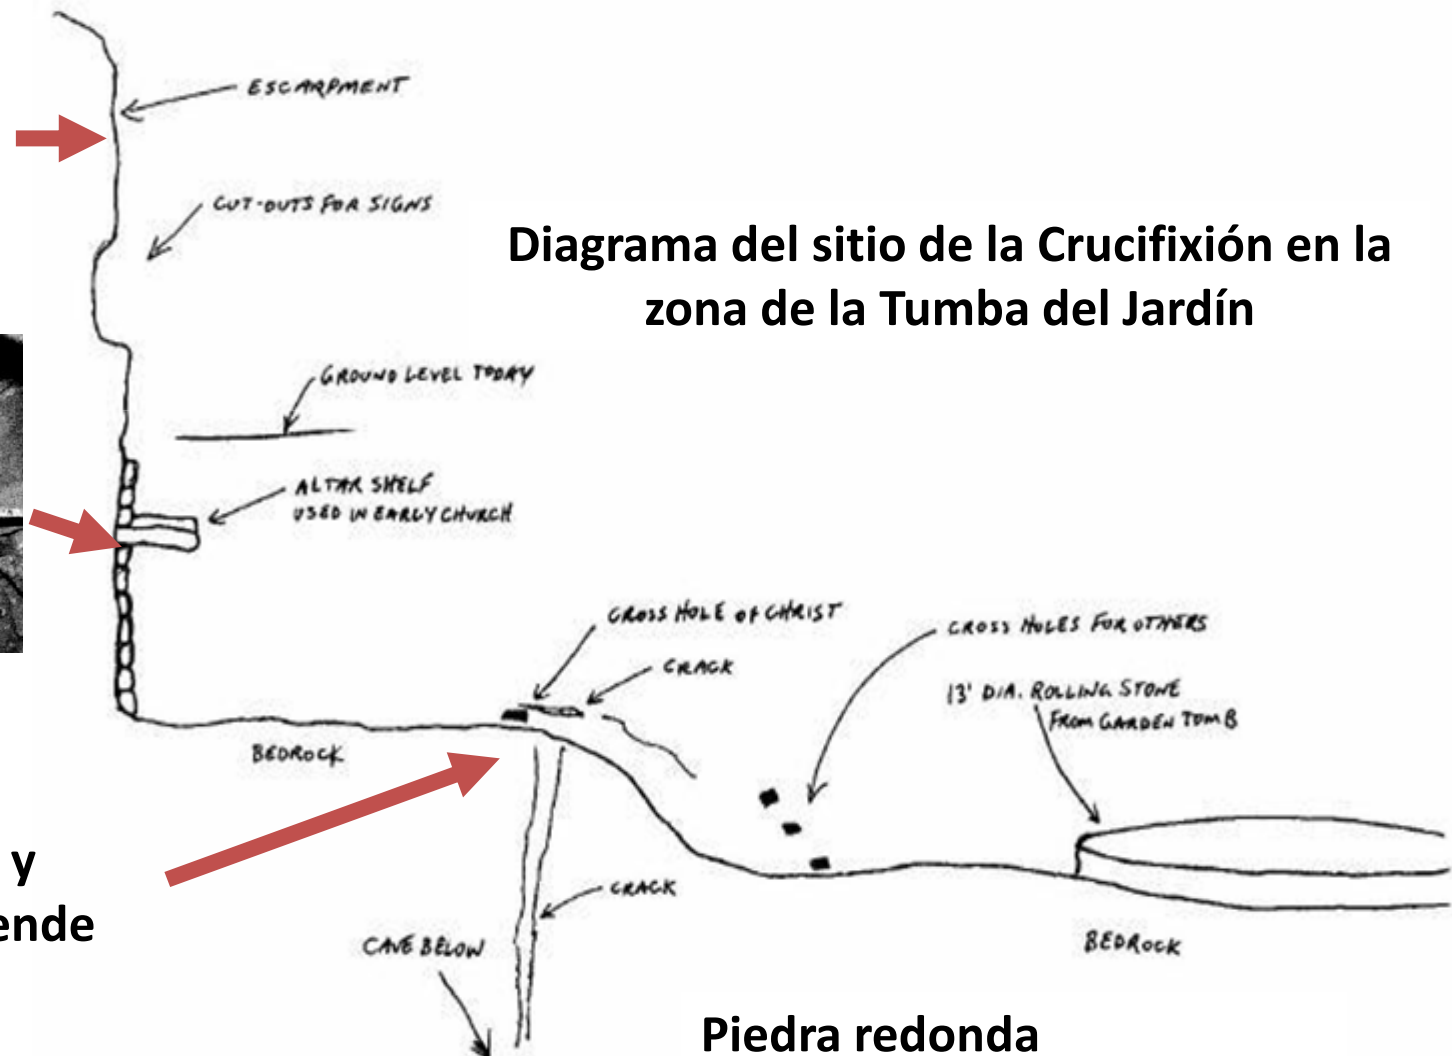 ESCARPMENT
CUT-OUTS FOR SIGNS
Diagrama del sitio de la Crucifixión en la
zona de la Tumba del Jardín
GROUND LEVEL TODAY
ALTAR SHELF
USED IN EARLY CHURCH
CROSS HOLE OF CHRIST
CRACK
CROSS HOLES FOR OTHERS
13' DIA. ROLLING STONE
FROM GARDEN TOMB
BEDROCK
y
ende
CRACK
CAVE BELOW
BEDROCK
Piedra redonda